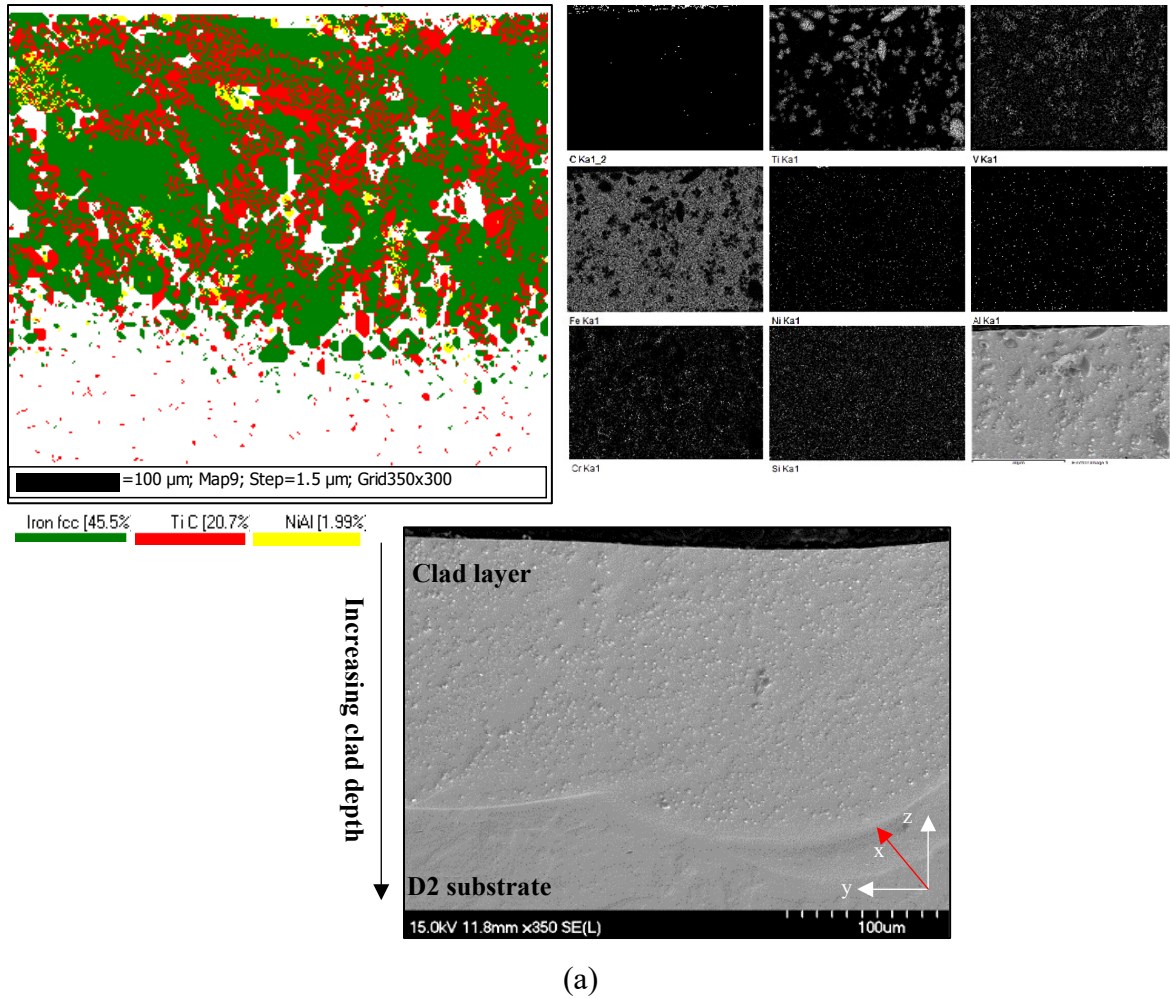 =100 µm; Map9; Step=1.5 µm; Grid350x300
Iron fcc [45.5%] Ti C [20.7%] NiAl [1.99%]
C Ka1_2 Ti Ka1 V Ka1
Fe Ka1 Ni Ka1 Al Ka1
Cr Ka1 Si Ka1
Increasing clad depth
Clad layer
D2 substrate
z
x
y
15.0kV 11.8mm x350 SE(L) 100um
(a)